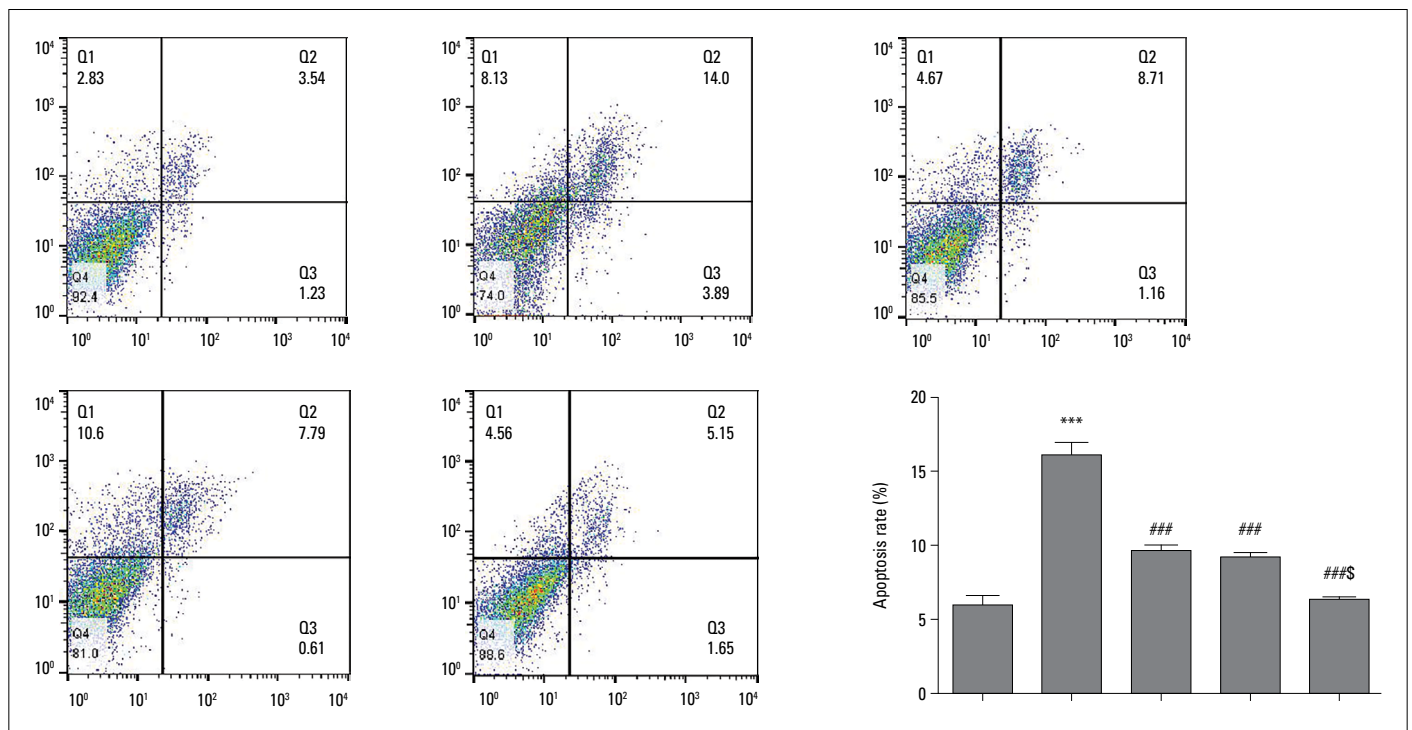 10⁴
10³
10²
10¹
10⁰
Q1
2.83
Q2
3.54
Q4
92.4
Q3
1.23
10⁰ 10¹ 10² 10³ 10⁴
10⁴
10³
10²
10¹
10⁰
Q1
8.13
Q2
14.0
Q4
74.0
Q3
3.89
10⁰ 10¹ 10² 10³ 10⁴
10⁴
10³
10²
10¹
10⁰
Q1
4.67
Q2
8.71
Q4
85.5
Q3
1.16
10⁰ 10¹ 10² 10³ 10⁴
10⁴
10³
10²
10¹
10⁰
Q1
10.6
Q2
7.79
Q4
81.0
Q3
0.61
10⁰ 10¹ 10² 10³ 10⁴
10⁴
10³
10²
10¹
10⁰
Q1
4.56
Q2
5.15
Q4
88.6
Q3
1.65
10⁰ 10¹ 10² 10³ 10⁴
Apoptosis rate (%)
20
15
10
5
0
***
###
###
###$